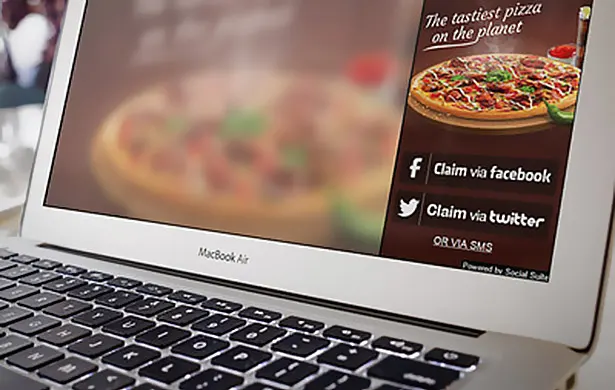 The tastiest pizza
on the planet
f Claim via facebook
Claim via twitter
OR VIA SMS
Powered by Social Suite
MacBook Air
U
I
O
P
H
J
K
L
N
M